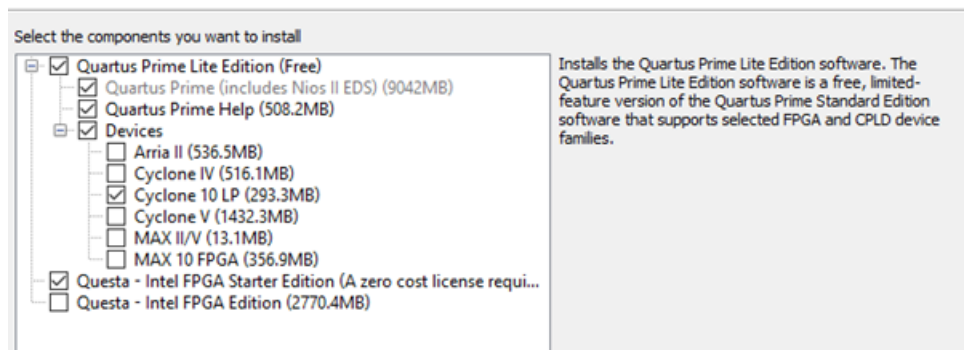 Select the components you want to install
Quartus Prime Lite Edition (Free)
Quartus Prime (includes Nios II EDS) (9042MB)
Quartus Prime Help (508.2MB)
Devices
Arria II (536.5MB)
Cyclone IV (516.1MB)
Cyclone 10 LP (293.3MB)
Cyclone V (1432.3MB)
MAX II/V (13.1MB)
MAX 10 FPGA (356.9MB)
Questa - Intel FPGA Starter Edition (A zero cost license requi...
Questa - Intel FPGA Edition (2770.4MB)
Installs the Quartus Prime Lite Edition software. The
Quartus Prime Lite Edition software is a free, limited-
feature version of the Quartus Prime Standard Edition
software that supports selected FPGA and CPLD device
families.